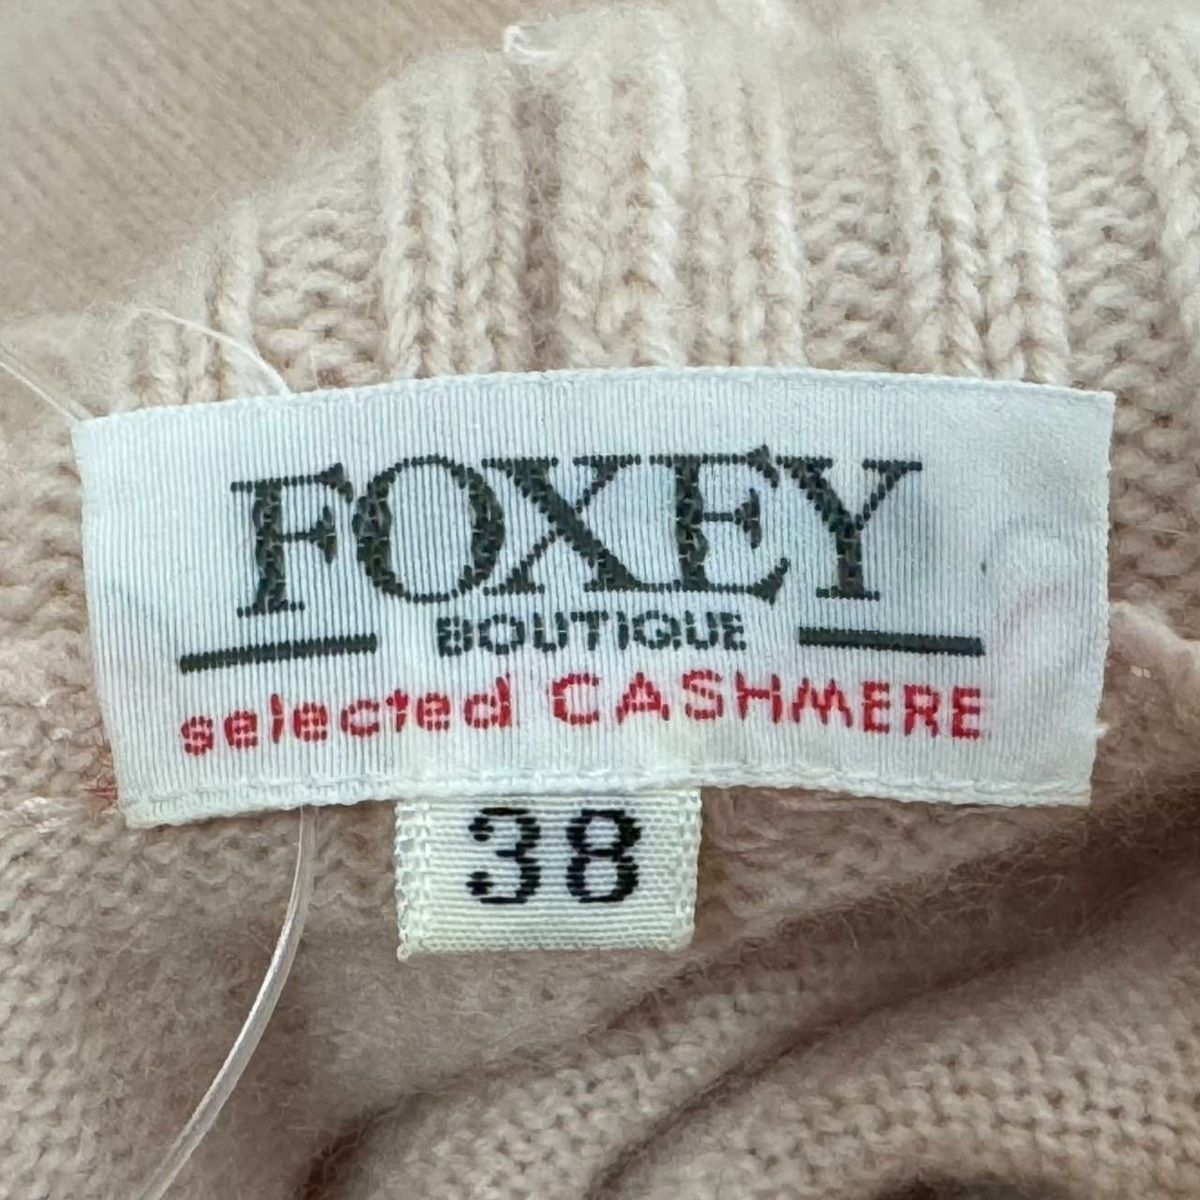 FOXEY
BOUTIQUE
selected CASHMERE
38